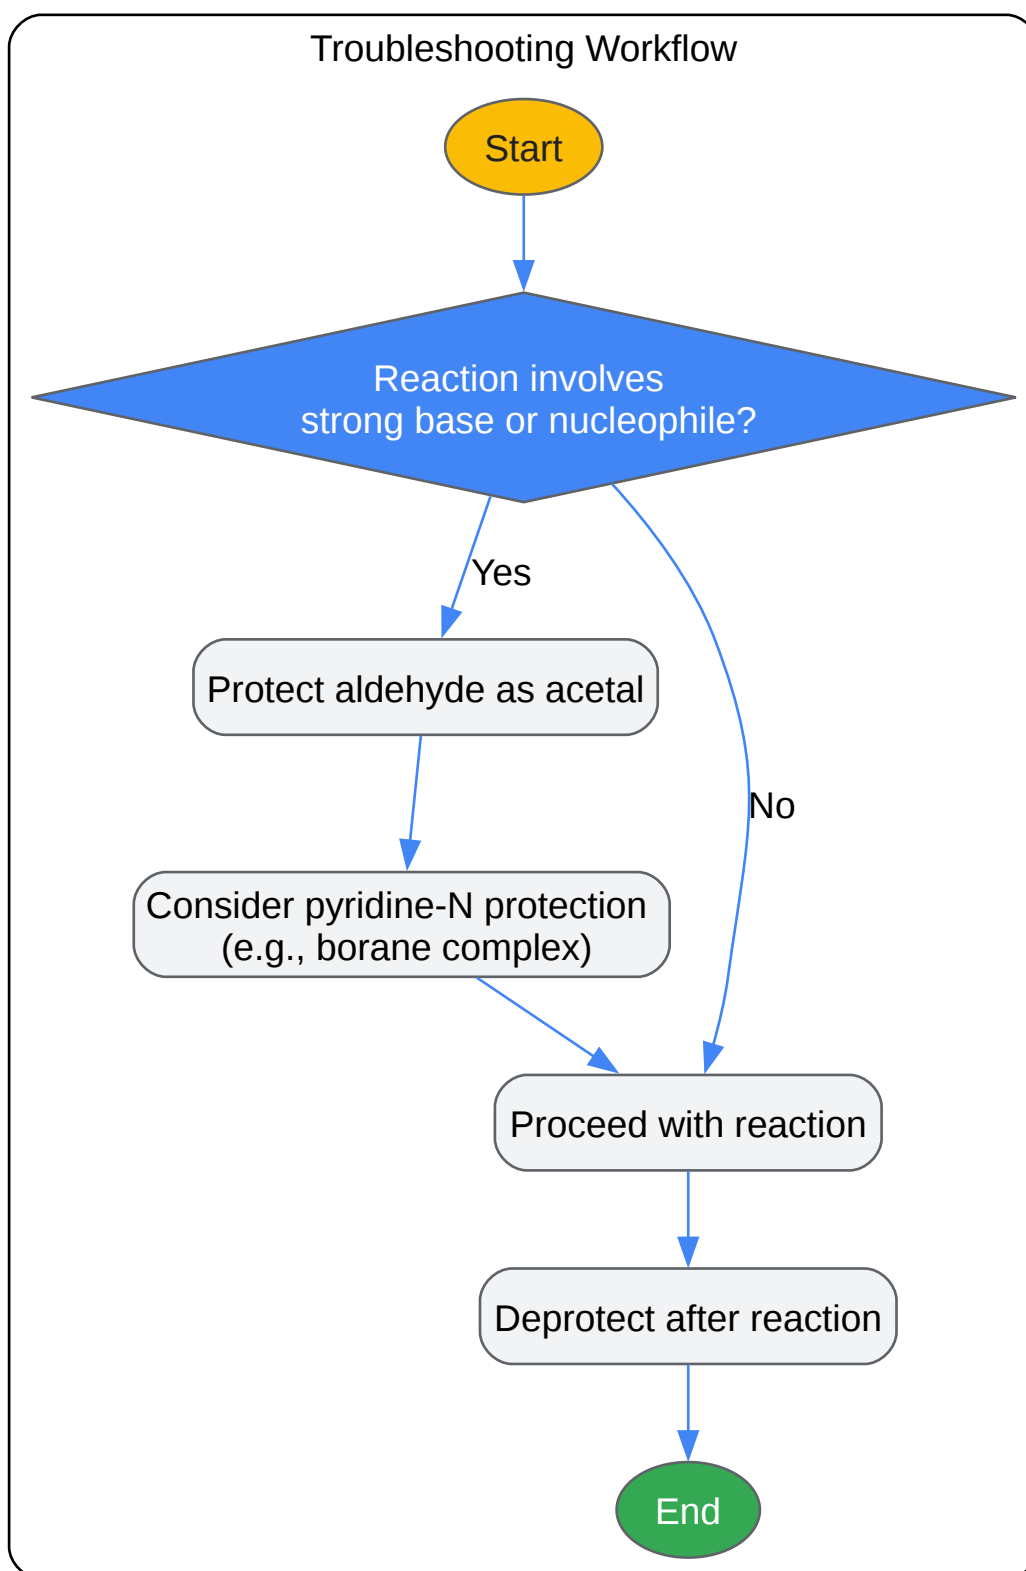 Troubleshooting Workflow
Start
Reaction involves
strong base or nucleophile?
Yes
Protect aldehyde as acetal
No
Consider pyridine-N protection
(e.g., borane complex)
Proceed with reaction
Deprotect after reaction
End